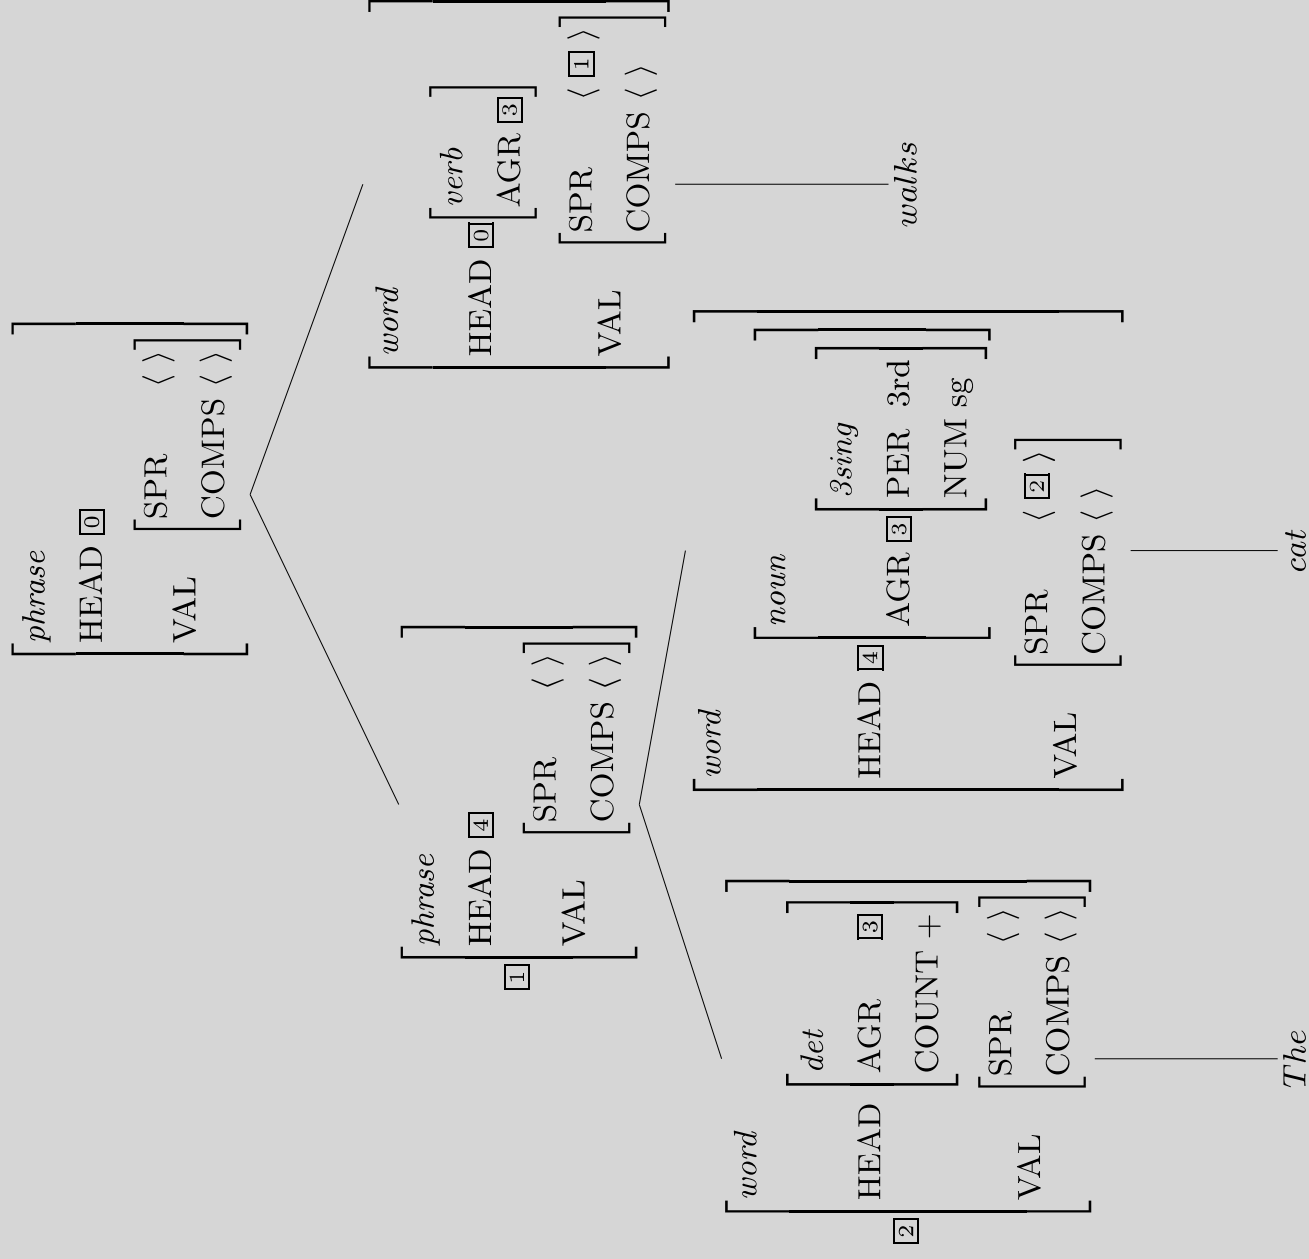 phrase
HEAD 0
VAL
SPR ⟨ ⟩
COMPS ⟨ ⟩
1
phrase
HEAD 4
VAL
SPR ⟨ ⟩
COMPS ⟨ ⟩
word
HEAD 0
verb
AGR 3
VAL
SPR ⟨ 1 ⟩
COMPS ⟨ ⟩
walks
2
word
HEAD
det
AGR 3
COUNT +
VAL
SPR ⟨ ⟩
COMPS ⟨ ⟩
The
word
HEAD 4
noun
AGR 3
3sing
PER 3rd
NUM sg
VAL
SPR ⟨ 2 ⟩
COMPS ⟨ ⟩
cat